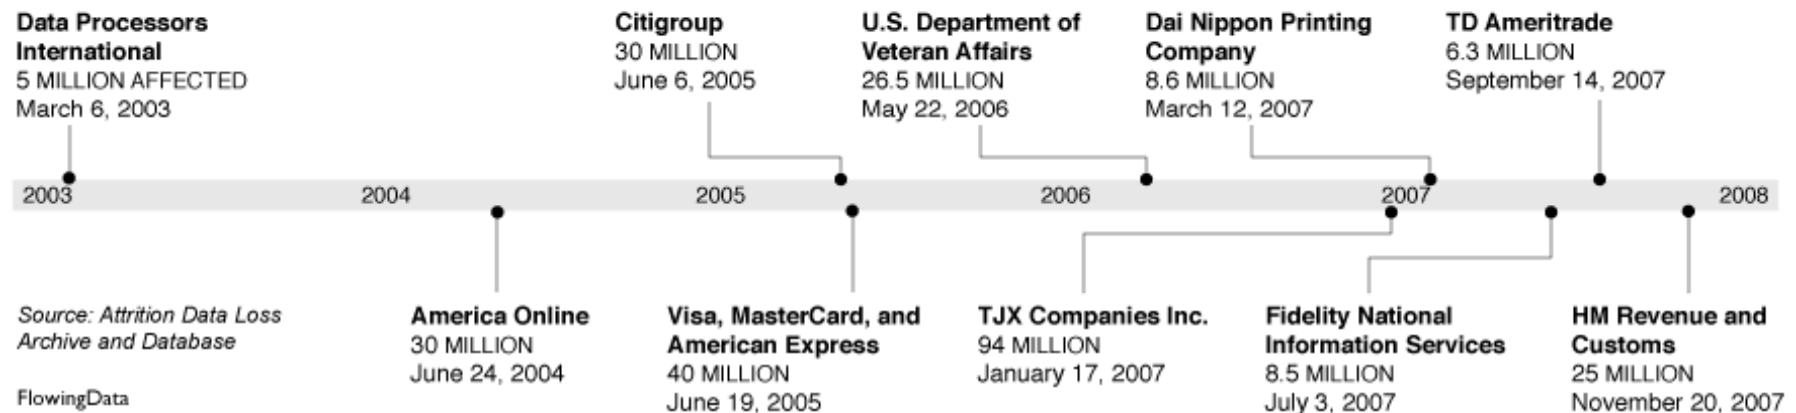 Data Processors
International
5 MILLION AFFECTED
March 6, 2003
Citigroup
30 MILLION
June 6, 2005
U.S. Department of
Veteran Affairs
26.5 MILLION
May 22, 2006
Dai Nippon Printing
Company
8.6 MILLION
March 12, 2007
TD Ameritrade
6.3 MILLION
September 14, 2007
2003 2004 2005 2006 2007 2008
Source: Attrition Data Loss
Archive and Database
FlowingData
America Online
30 MILLION
June 24, 2004
Visa, MasterCard, and
American Express
40 MILLION
June 19, 2005
TJX Companies Inc.
94 MILLION
January 17, 2007
Fidelity National
Information Services
8.5 MILLION
July 3, 2007
HM Revenue and
Customs
25 MILLION
November 20, 2007